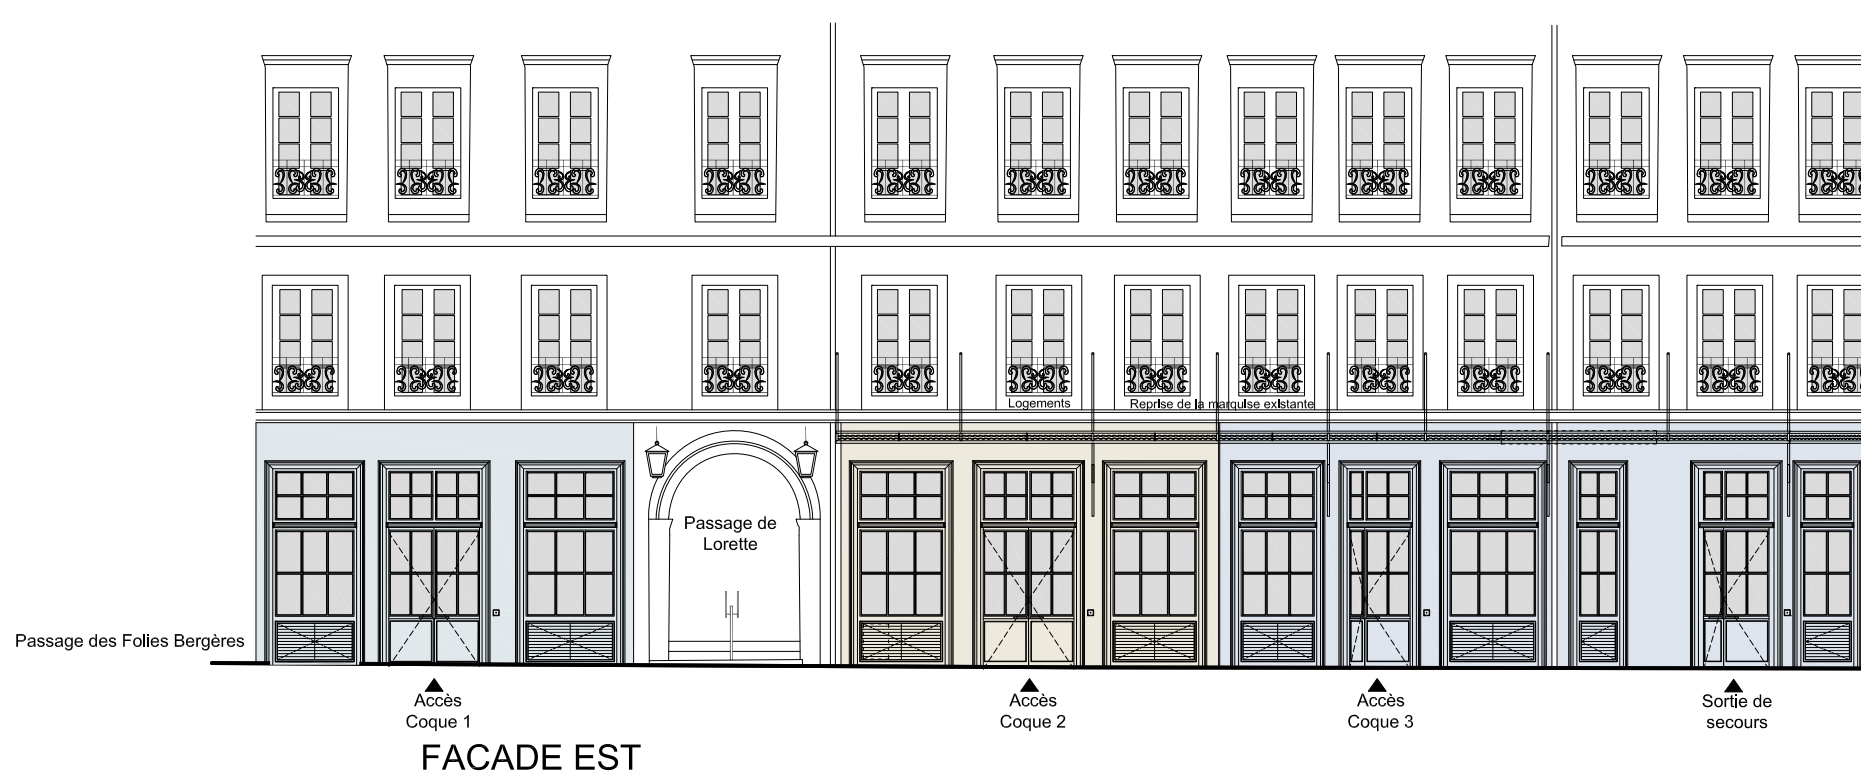 Logements
Reprise de la marquise existante
Passage de
Lorette
Passage des Folies Bergères
Accès
Coque 1
Accès
Coque 2
Accès
Coque 3
Sortie de
secours
FACADE EST